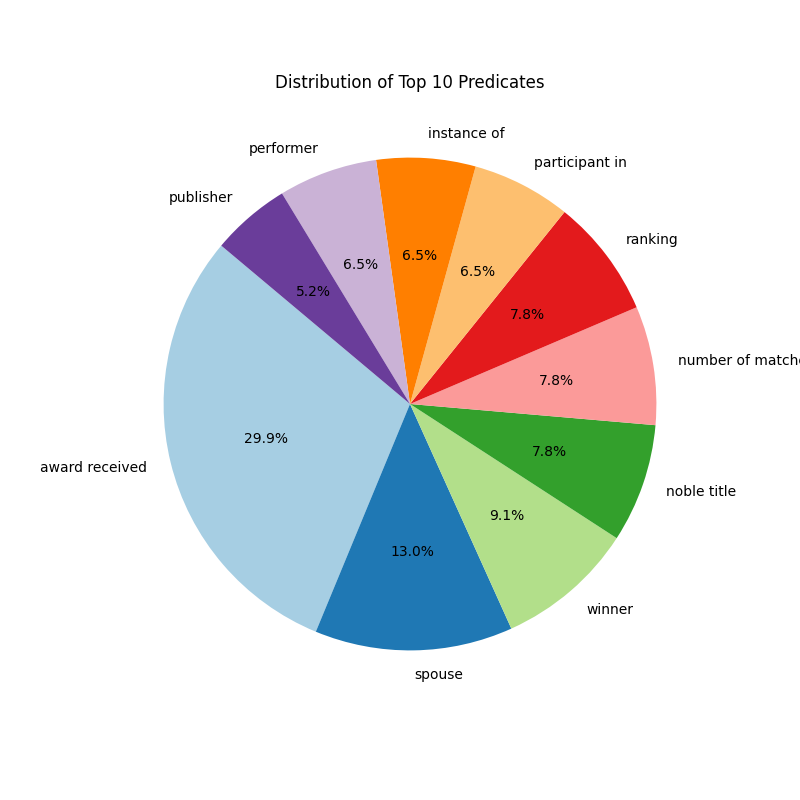 Distribution of Top 10 Predicates
instance of
performer
participant in
publisher
ranking
6.5%
6.5%
6.5%
5.2%
7.8%
number of matche
7.8%
29.9%
7.8%
award received
noble title
9.1%
13.0%
winner
spouse